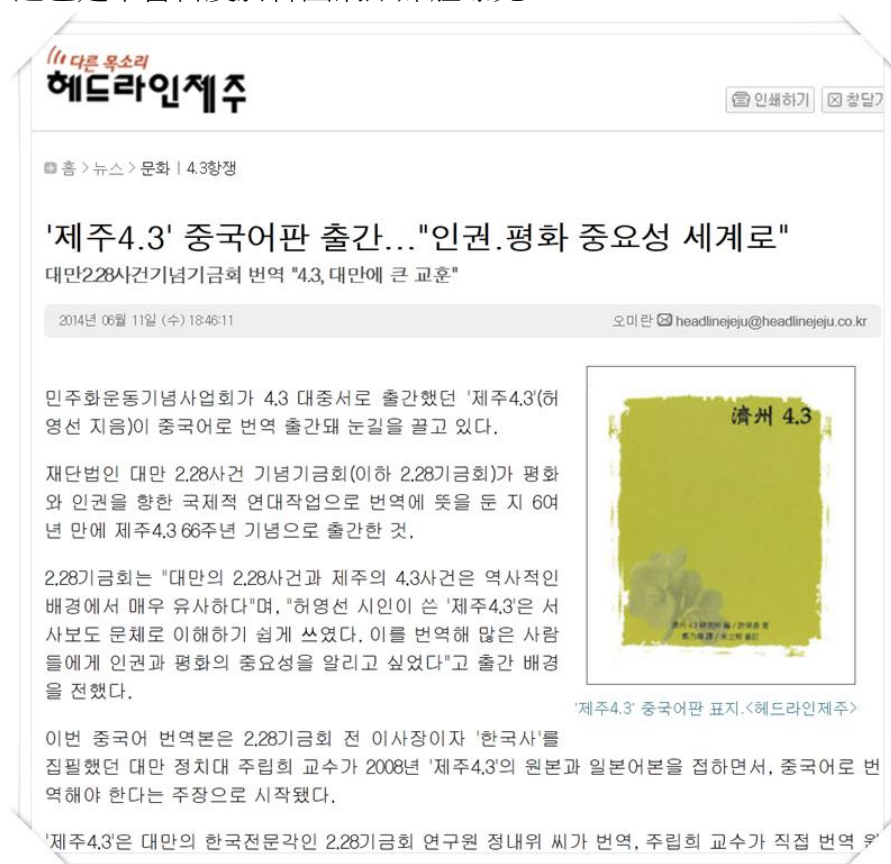 다른 목소리
헤드라인제주
인쇄하기
홈 > 뉴스 > 문화 | 4.3항쟁
'제주4.3' 중국어판 출간..."인권.평화 중요성 세계로"
대만2.28사건기념기금회 번역 "4.3, 대만에 큰 교훈"
2014년 06월 11일 (수) 18:46:11 오미란 headlinejeju@headlinejeju.co.kr
민주화운동기념사업회가 4.3 대중서로 출간했던 '제주4.3'(허
영선 지음)이 중국어로 번역 출간돼 눈길을 끌고 있다.
재단법인 대만 2.28사건 기념기금회(이하 2.28기금회)가 평화
와 인권을 향한 국제적 연대작업으로 번역에 뜻을 둔 지 6여
년 만에 제주4.3 66주년 기념으로 출간한 것.
2.28기금회는 "대만의 2.28사건과 제주의 4.3사건은 역사적인
배경에서 매우 유사하다"며, "허영선 시인이 쓴 '제주4.3'은 서
사보도 문체로 이해하기 쉽게 쓰였다. 이를 번역해 많은 사람
들에게 인권과 평화의 중요성을 알리고 싶었다"고 출간 배경
을 전했다.
濟州 4.3
'제주4.3' 중국어판 표지.<헤드라인제주>
이번 중국어 번역본은 2.28기금회 전 이사장이자 '한국사'를
집필했던 대만 정치대 주립희 교수가 2008년 '제주4.3'의 원본과 일본어본을 접하면서, 중국어로 번
역해야 한다는 주장으로 시작됐다.
'제주4.3'은 대만의 한국전문각인 2.28기금회 연구원 정내위 씨가 번역, 주립희 교수가 직접 번역